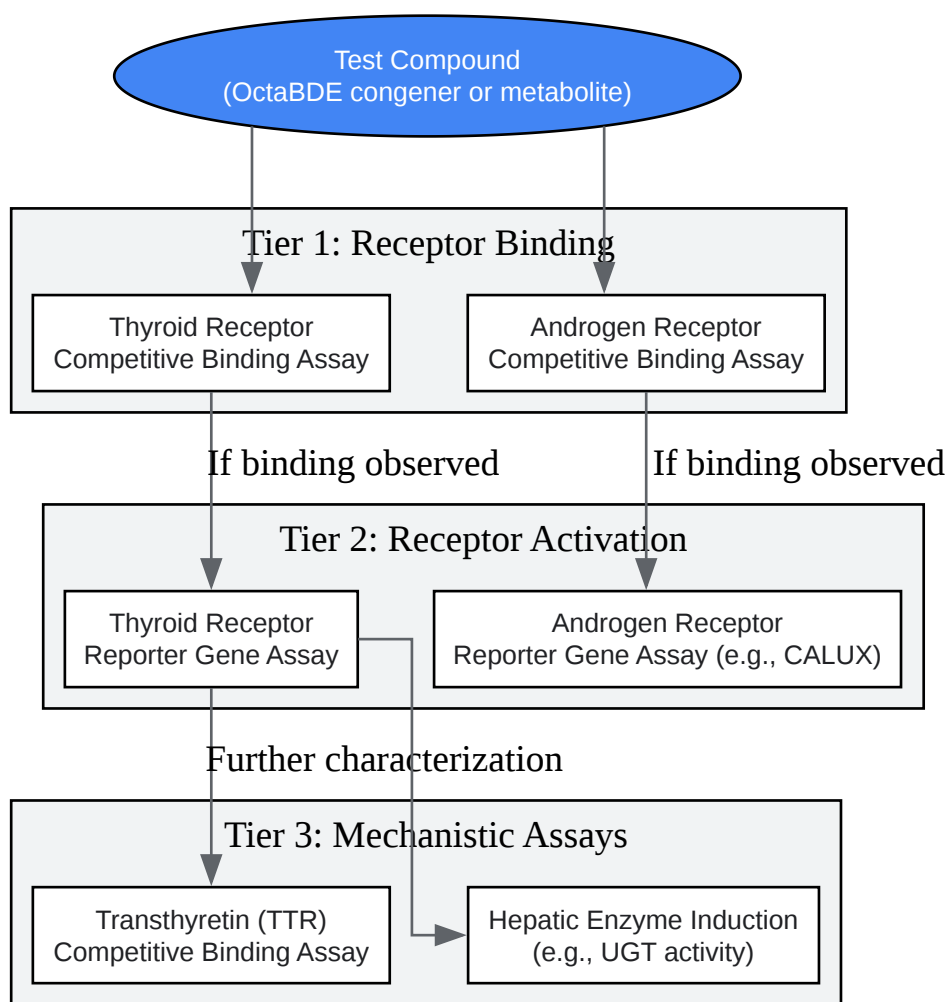 Test Compound
(OctaBDE congener or metabolite)
Tier 1: Receptor Binding
Thyroid Receptor
Competitive Binding Assay
Androgen Receptor
Competitive Binding Assay
If binding observed
If binding observed
Tier 2: Receptor Activation
Thyroid Receptor
Reporter Gene Assay
Androgen Receptor
Reporter Gene Assay (e.g., CALUX)
Further characterization
Tier 3: Mechanistic Assays
Transthyretin (TTR)
Competitive Binding Assay
Hepatic Enzyme Induction
(e.g., UGT activity)